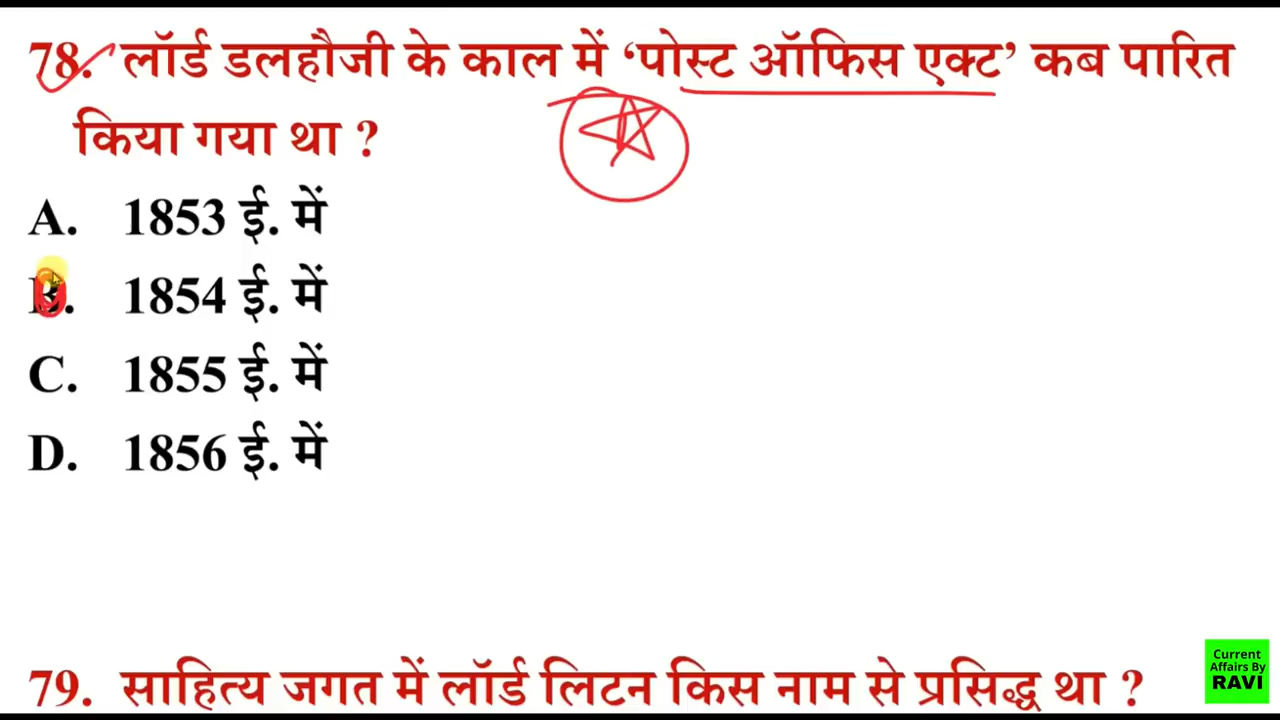 78. लॉर्ड डलहौजी के काल में ‘पोस्ट ऑफिस एक्ट’ कब पारित
किया गया था ?
A. 1853 ई. में
B. 1854 ई. में
C. 1855 ई. में
D. 1856 ई. में
79. साहित्य जगत में लॉर्ड लिटन किस नाम से प्रसिद्ध था ?
Current
Affairs By
RAVI